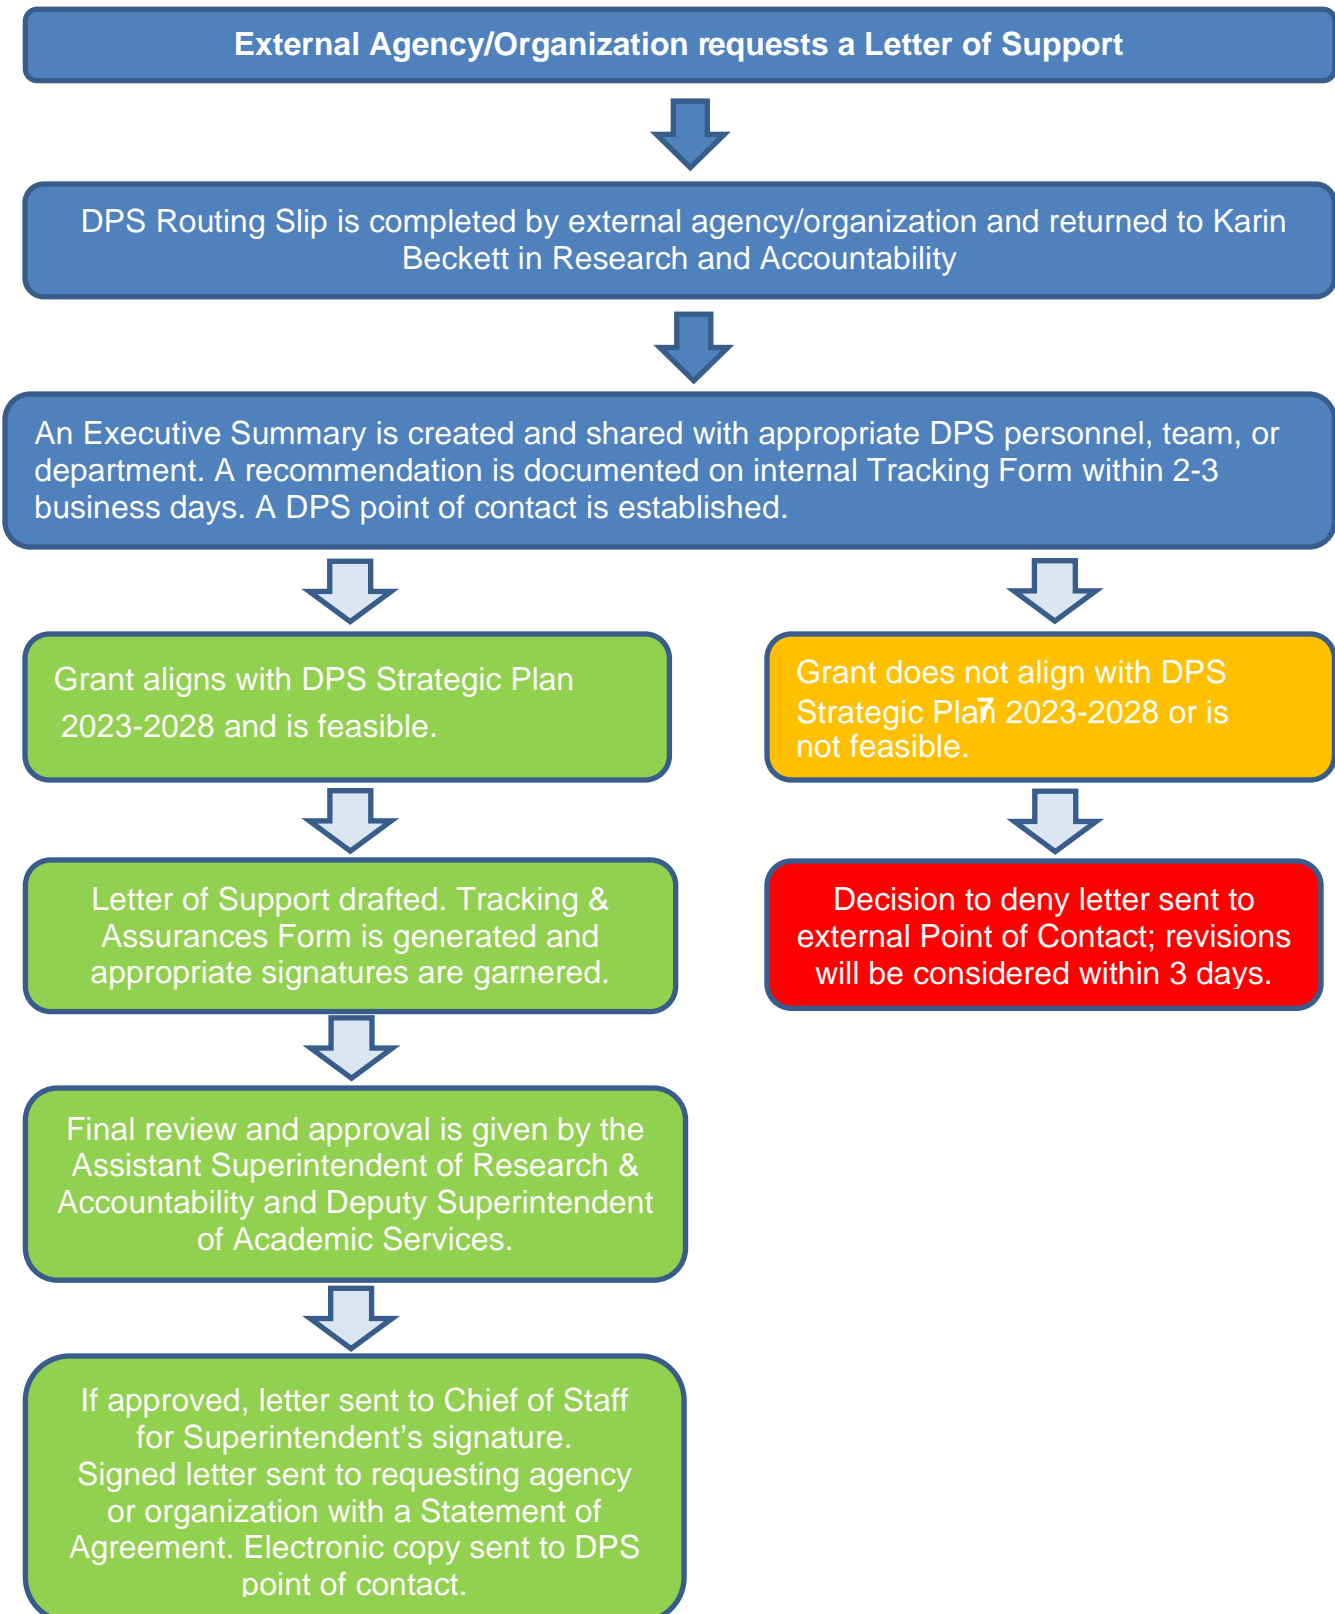 External Agency/Organization requests a Letter of Support
DPS Routing Slip is completed by external agency/organization and returned to Karin
Beckett in Research and Accountability
An Executive Summary is created and shared with appropriate DPS personnel, team, or
department. A recommendation is documented on internal Tracking Form within 2-3
business days. A DPS point of contact is established.
Grant aligns with DPS Strategic Plan
2023-2028 and is feasible.
Grant does not align with DPS
Strategic Plan 2023-2028 or is
not feasible.
7
Letter of Support drafted. Tracking &
Assurances Form is generated and
appropriate signatures are garnered.
Decision to deny letter sent to
external Point of Contact; revisions
will be considered within 3 days.
Final review and approval is given by the
Assistant Superintendent of Research &
Accountability and Deputy Superintendent
of Academic Services.
If approved, letter sent to Chief of Staff
for Superintendent’s signature.
Signed letter sent to requesting agency
or organization with a Statement of
Agreement. Electronic copy sent to DPS
point of contact.